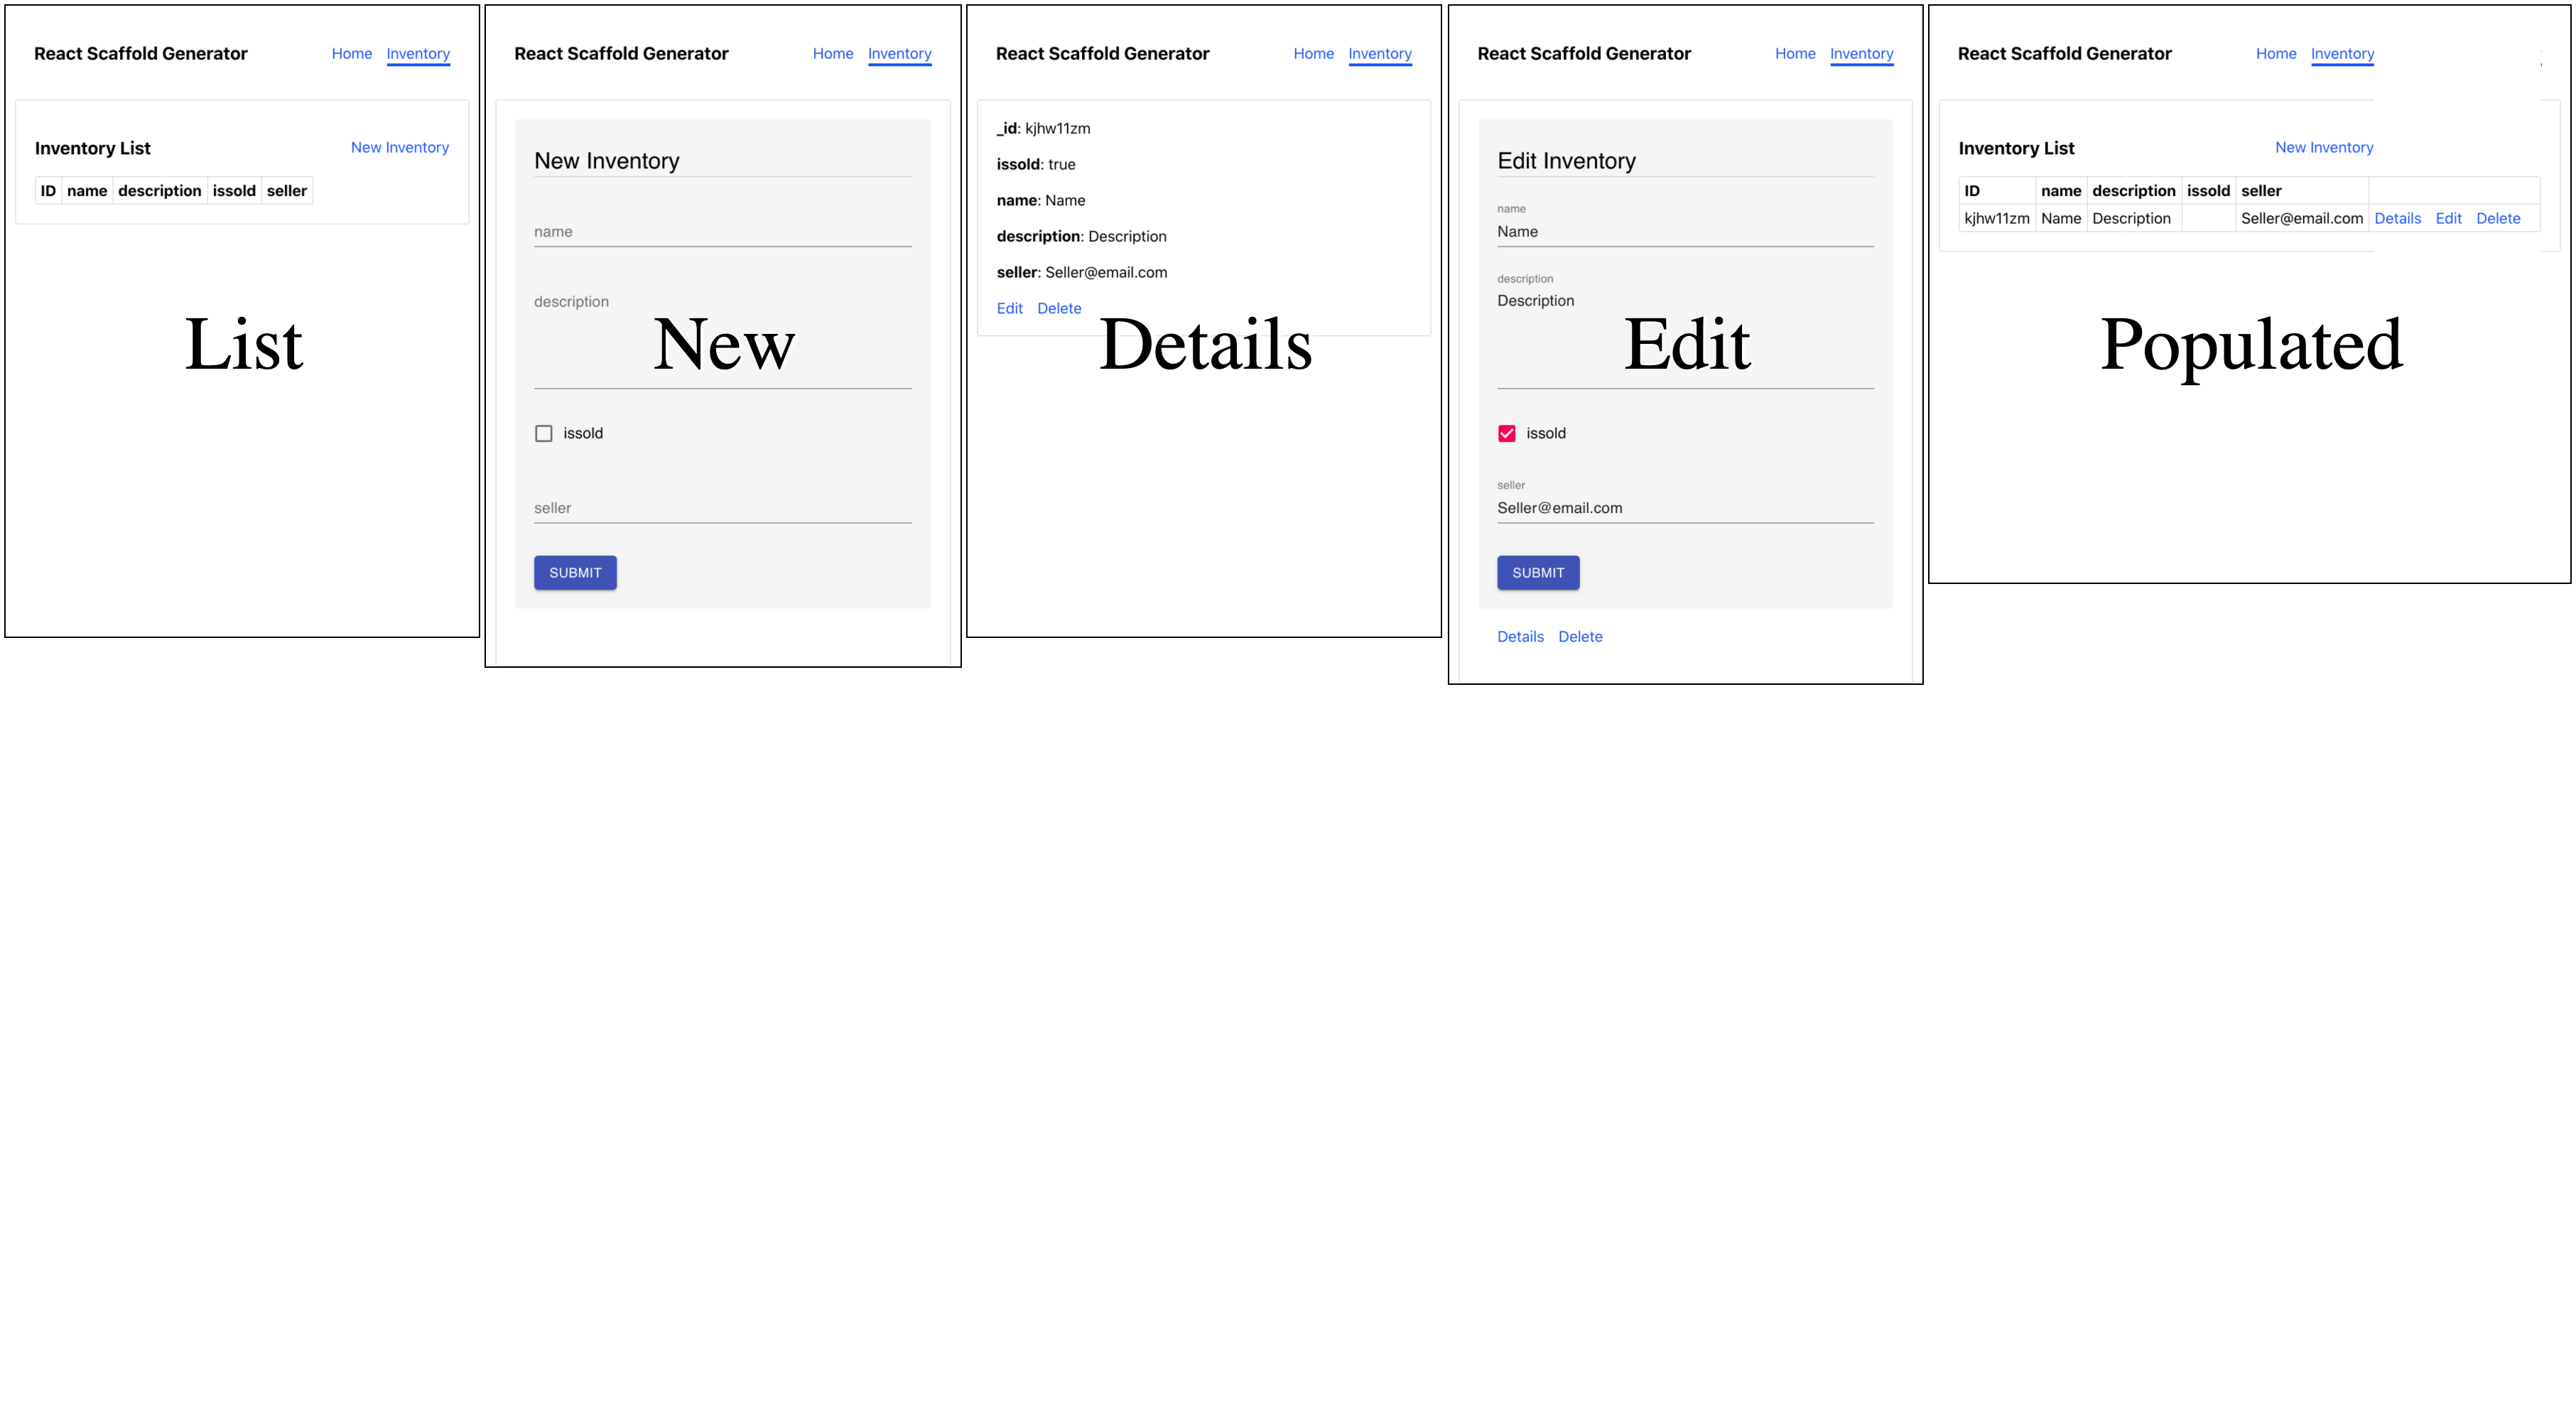 React Scaffold Generator Home Inventory
Inventory List New Inventory
ID name description issold seller
List
React Scaffold Generator Home Inventory
New Inventory
name
description
New
issold
seller
SUBMIT
React Scaffold Generator Home Inventory
_id: kjhw11zm
issold: true
name: Name
description: Description
seller: Seller@email.com
Edit Delete
Details
React Scaffold Generator Home Inventory
Edit Inventory
name
Name
description
Description
Edit
issold
seller
Seller@email.com
SUBMIT
Details Delete
React Scaffold Generator Home Inventory
Inventory List New Inventory
ID name description issold seller
kjhw11zm Name Description Seller@email.com Details Edit Delete
Populated